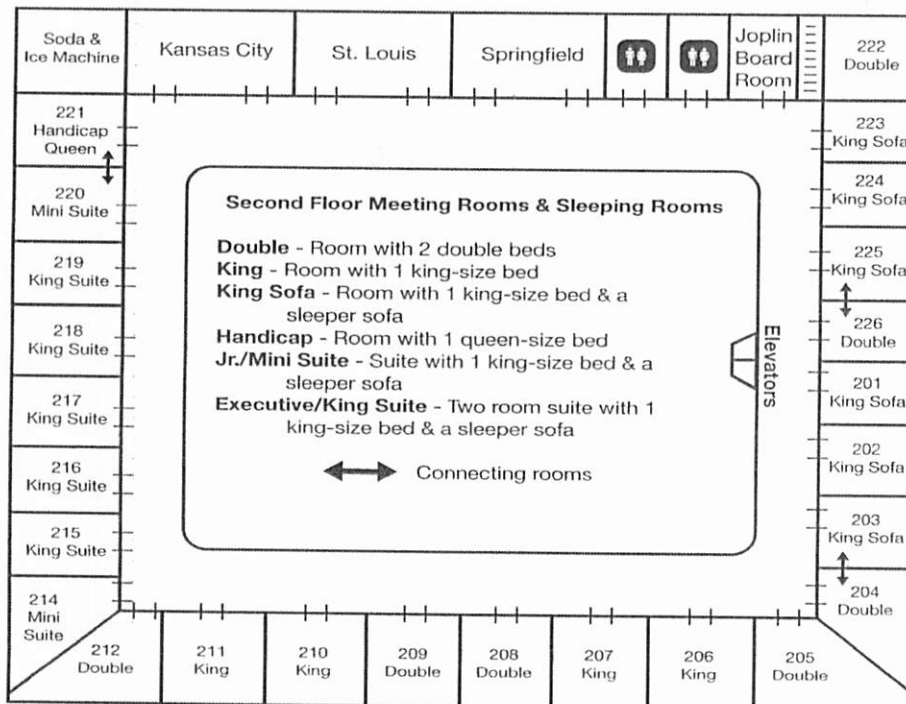 Soda &
Ice Machine
Kansas City
St. Louis
Springfield
Joplin
Board
Room
222
Double
221
Handicap
Queen
220
Mini Suite
219
King Suite
218
King Suite
217
King Suite
216
King Suite
215
King Suite
214
Mini
Suite
Second Floor Meeting Rooms & Sleeping Rooms
Double - Room with 2 double beds
King - Room with 1 king-size bed
King Sofa - Room with 1 king-size bed & a
sleeper sofa
Handicap - Room with 1 queen-size bed
Jr./Mini Suite - Suite with 1 king-size bed & a
sleeper sofa
Executive/King Suite - Two room suite with 1
king-size bed & a sleeper sofa
Connecting rooms
Elevators
223
King Sofa
224
King Sofa
225
King Sofa
226
Double
201
King Sofa
202
King Sofa
203
King Sofa
204
Double
212
Double
211
King
210
King
209
Double
208
Double
207
King
206
King
205
Double